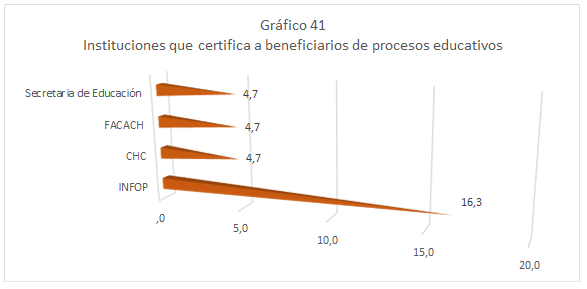 Gráfico 41
Instituciones que certifica a beneficiarios de procesos educativos
Secretaria de Educación
4,7
FACACH
4,7
CHC
4,7
INFOP
16,3
,0
5,0
10,0
15,0
20,0